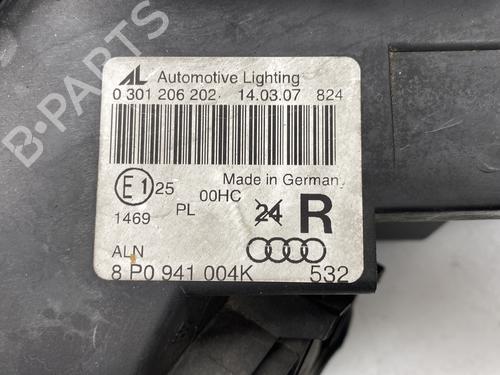 AL Automotive Lighting
0 301 206 202· 14.03.07 824
E1 25
00HC
Made in German
1469
PL
24
R
ALN
8 P0 941 004K 532
B-PARTS